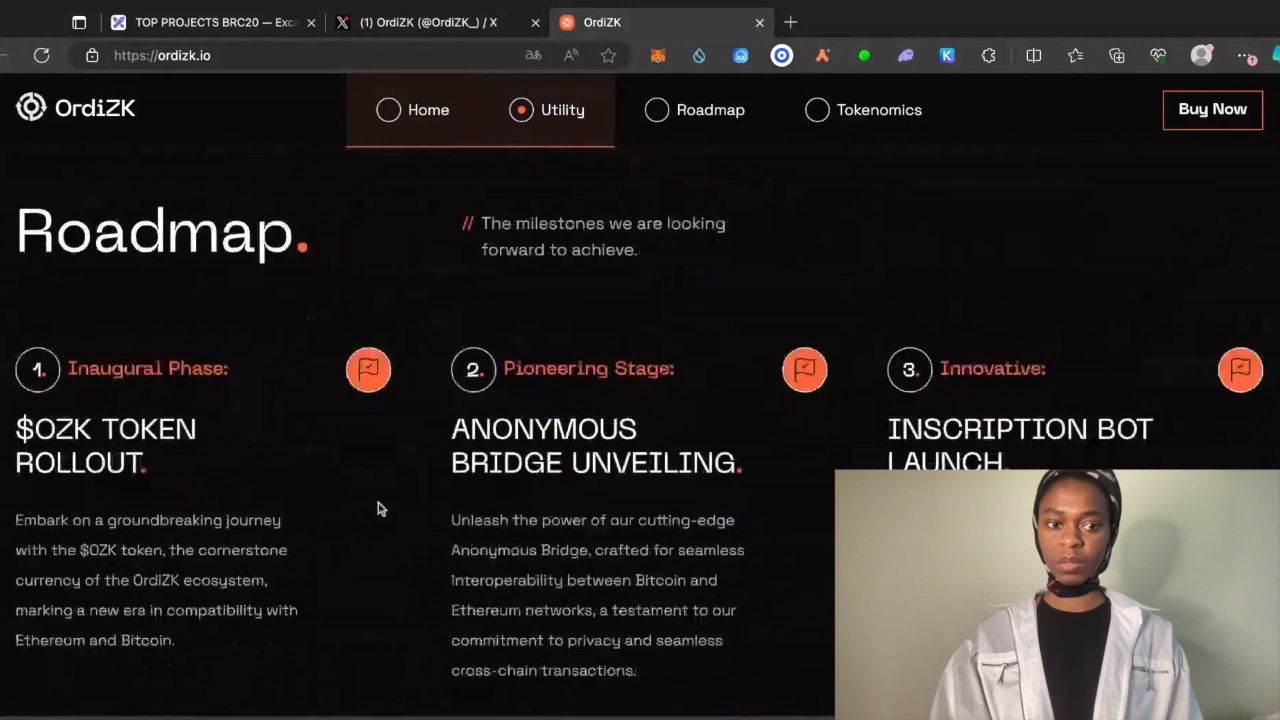 TOP PROJECTS BRC20 — Exca
(1) OrdiZK (@OrdiZK_) / X
OrdiZK
https://ordizk.io
OrdiZK
Home
Utility
Roadmap
Tokenomics
Buy Now
Roadmap.
// The milestones we are looking
forward to achieve.
1. Inaugural Phase:
$OZK TOKEN
ROLLOUT.
Embark on a groundbreaking journey
with the $OZK token, the cornerstone
currency of the OrdiZK ecosystem,
marking a new era in compatibility with
Ethereum and Bitcoin.
2. Pioneering Stage:
ANONYMOUS
BRIDGE UNVEILING.
Unleash the power of our cutting-edge
Anonymous Bridge, crafted for seamless
interoperability between Bitcoin and
Ethereum networks, a testament to our
commitment to privacy and seamless
cross-chain transactions.
3. Innovative:
INSCRIPTION BOT
LAUNCH.